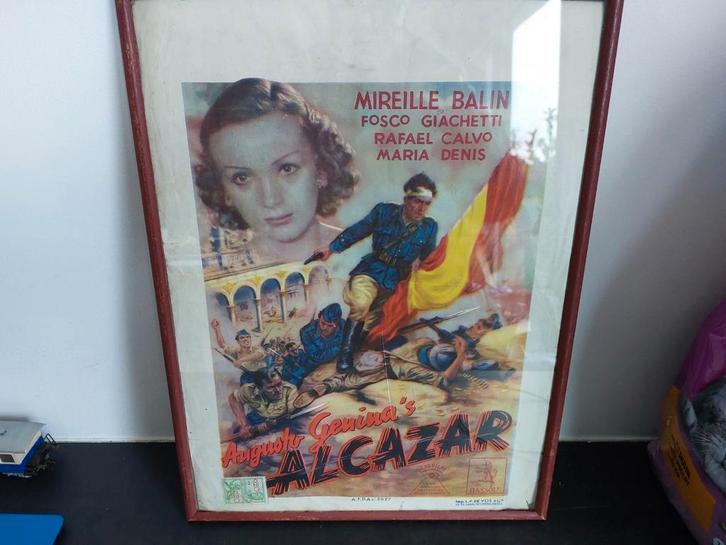 MIREILLE BALIN
FOSCO GIACHETTI
RAFAEL CALVO
MARIA DENIS
Augusto Genina's
ALCAZAR